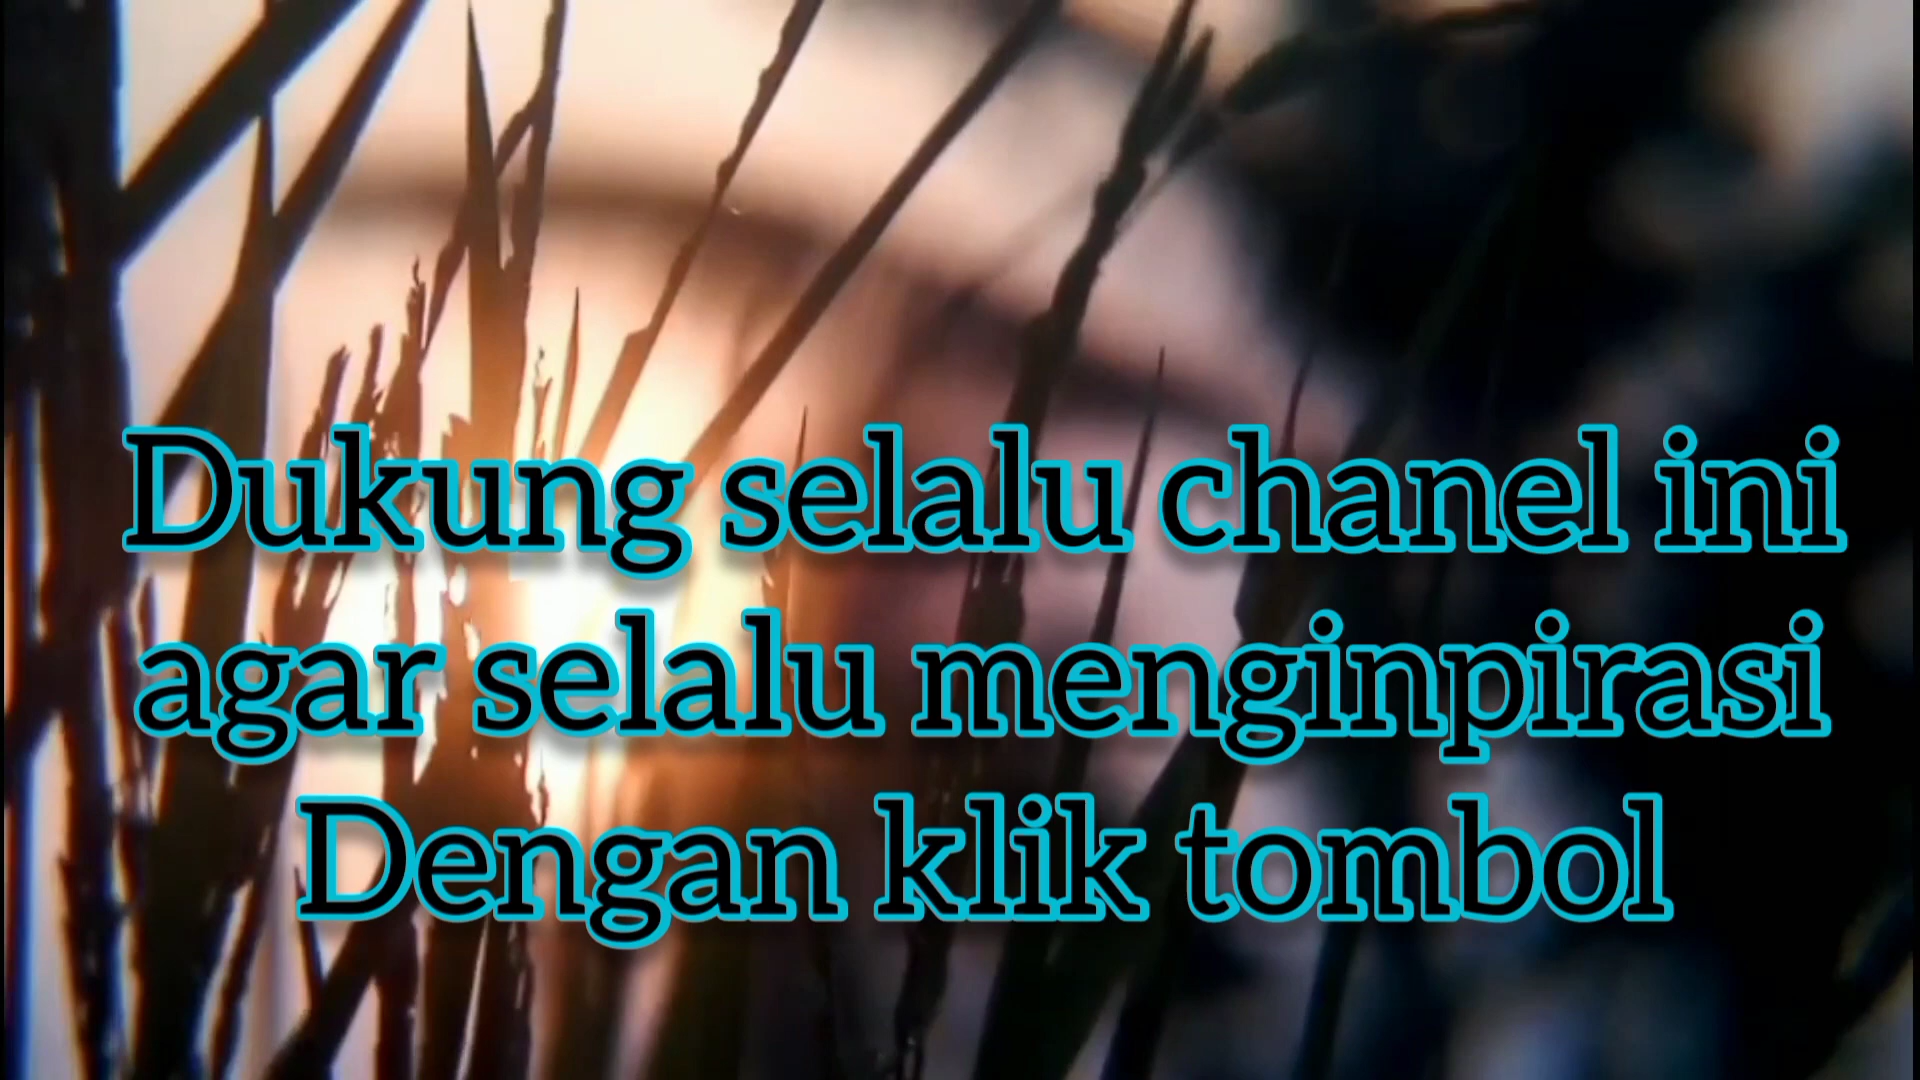 Dukung selalu chanel ini
agar selalu menginpirasi
Dengan klik tombol